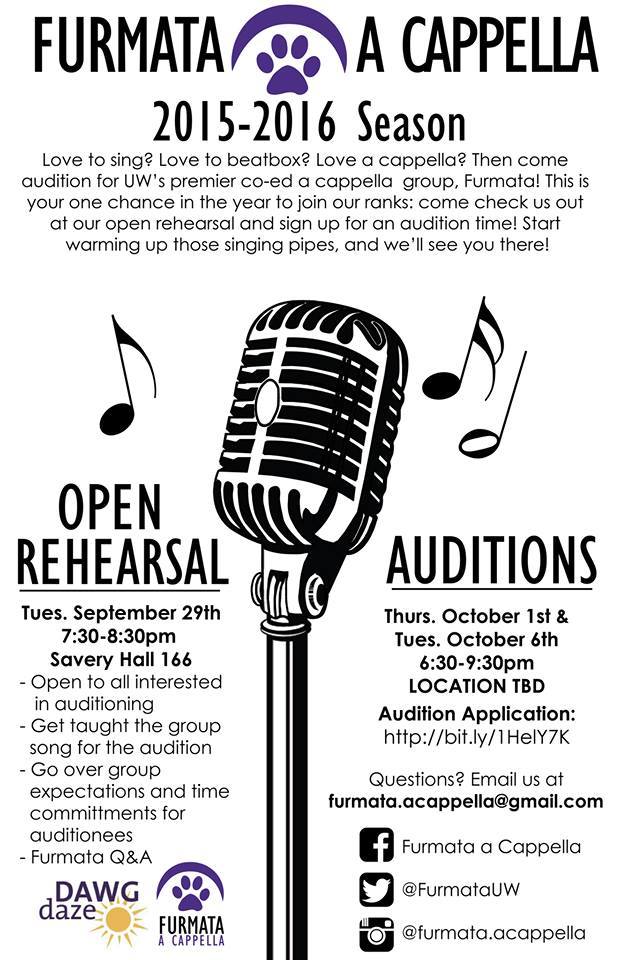 FURMATA A CAPPELLA
2015-2016 Season
Love to sing? Love to beatbox? Love a cappella? Then come
audition for UW's premier co-ed a cappella group, Furmata! This is
your one chance in the year to join our ranks: come check us out
at our open rehearsal and sign up for an audition time! Start
warming up those singing pipes, and we'll see you there!
OPEN
REHEARSAL
Tues. September 29th
7:30-8:30pm
Savery Hall 166
- Open to all interested
in auditioning
- Get taught the group
song for the audition
- Go over group
expectations and time
committments for
auditionees
- Furmata Q&A
DAWG
daze
FURMATA
A CAPPELLA
AUDITIONS
Thurs. October 1st &
Tues. October 6th
6:30-9:30pm
LOCATION TBD
Audition Application:
http://bit.ly/1HelY7K
Questions? Email us at
furmata.acappella@gmail.com
Furmata a Cappella
@FurmataUW
@furmata.acappella